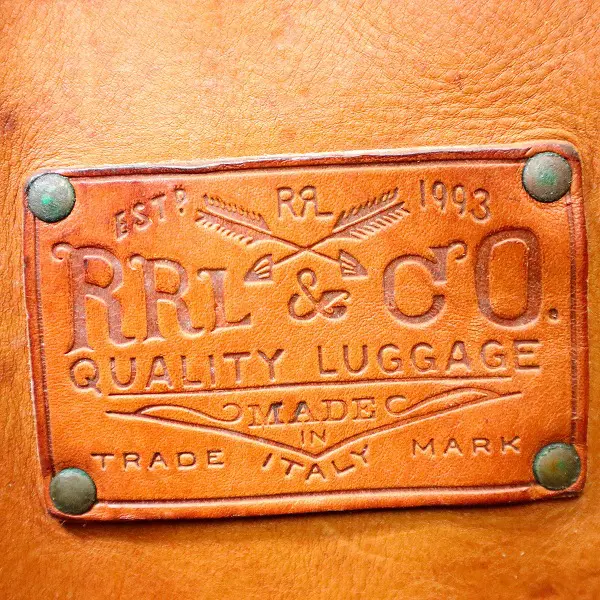 ESTD RRL 1993
RRL & CO.
QUALITY LUGGAGE
MADE
IN
TRADE ITALY MARK